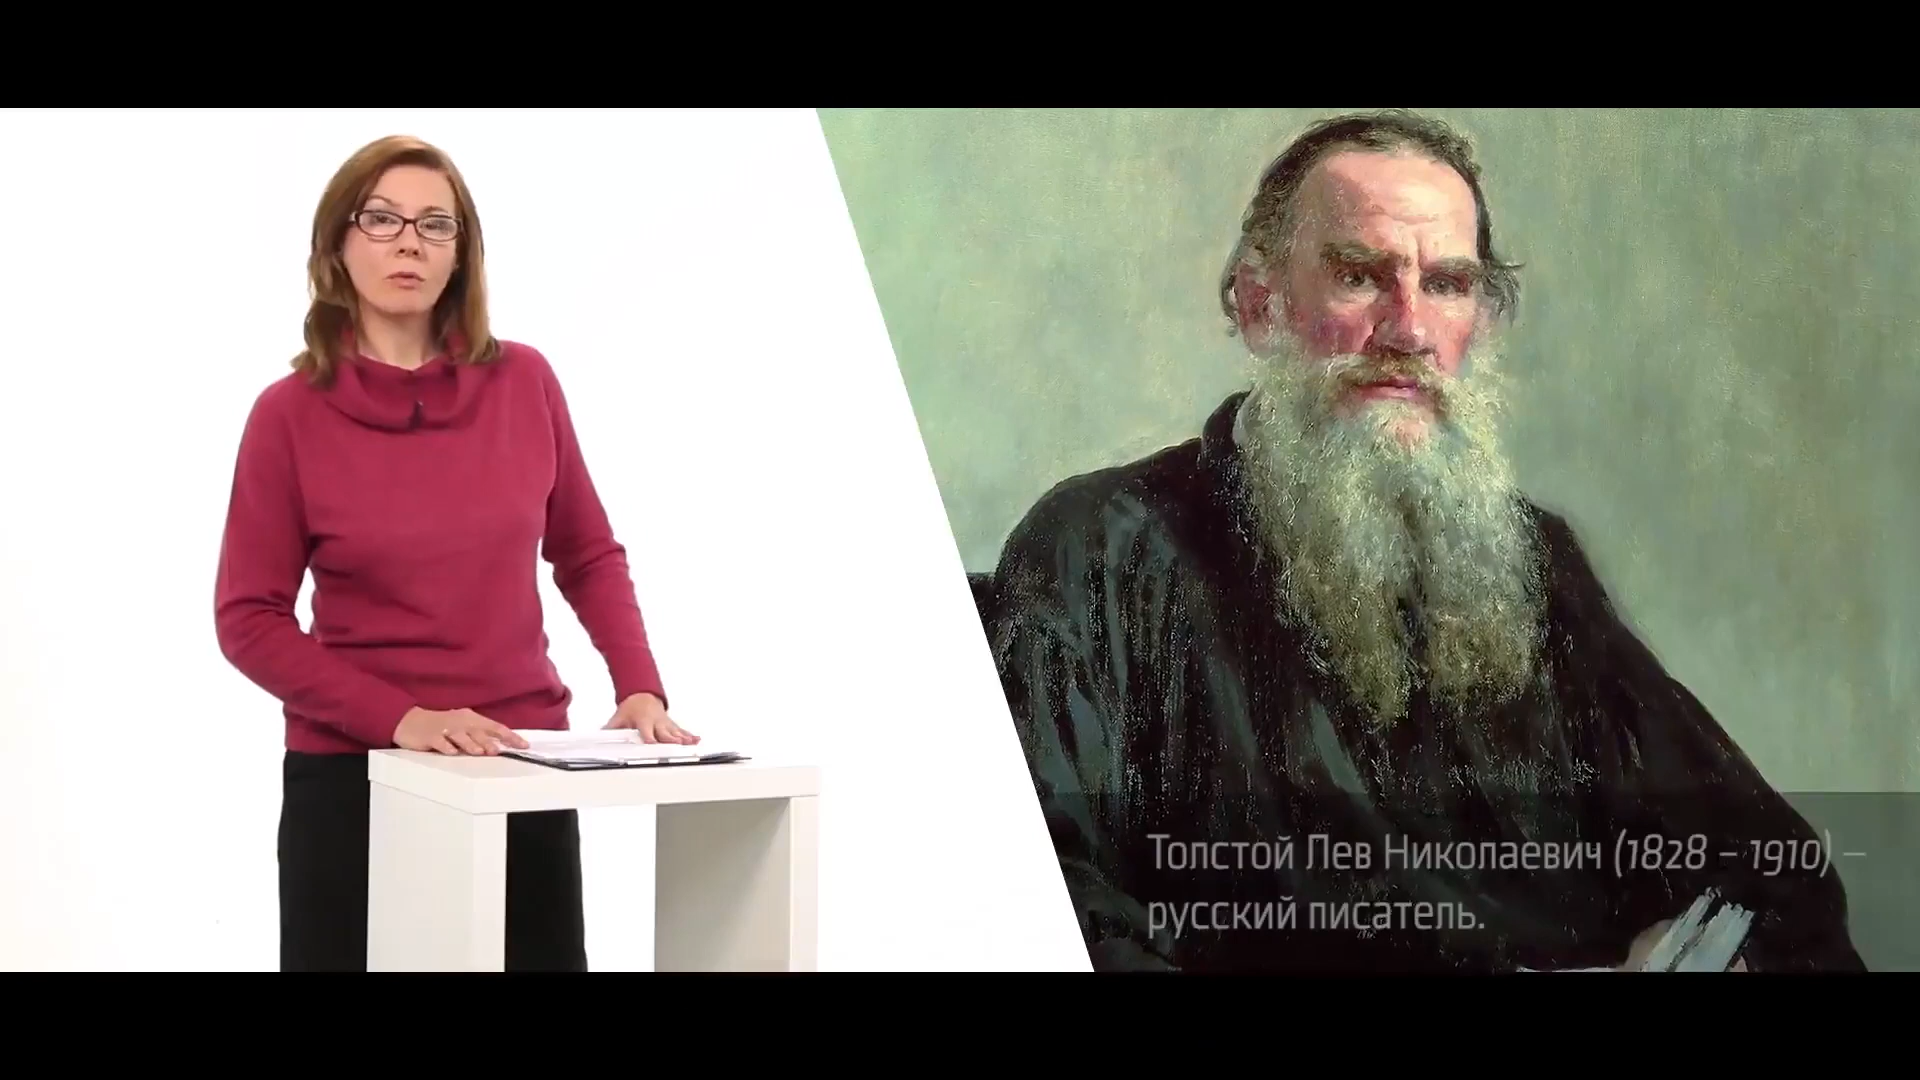 Толстой Лев Николаевич (1828 – 1910) –
русский писатель.